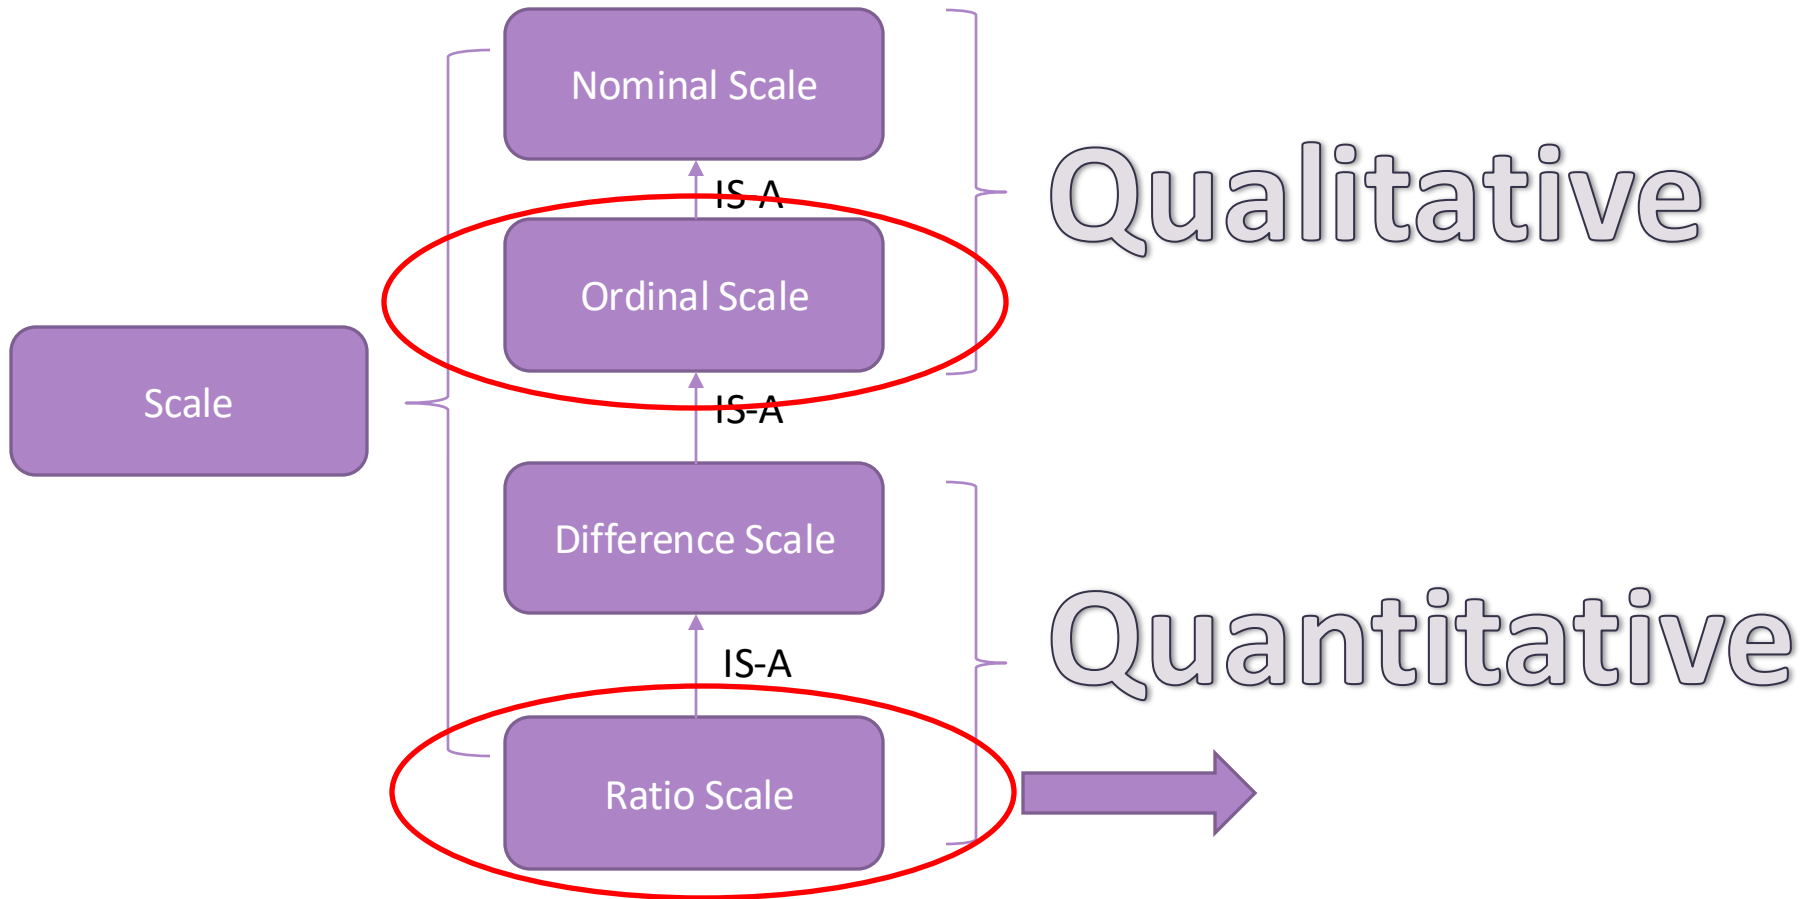 Nominal Scale
IS-A
Ordinal Scale
IS-A
Difference Scale
IS-A
Ratio Scale
Scale
Qualitative
Quantitative